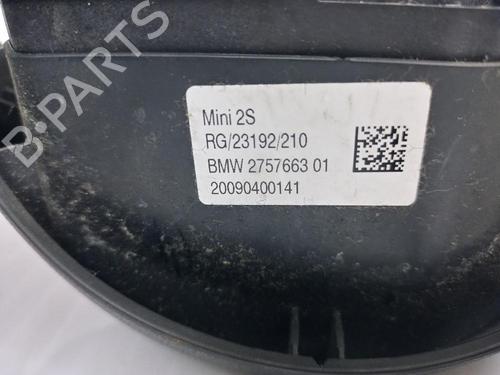 B-PARTS
Mini 2S
RG/23192/210
BMW 2757663 01
20090400141